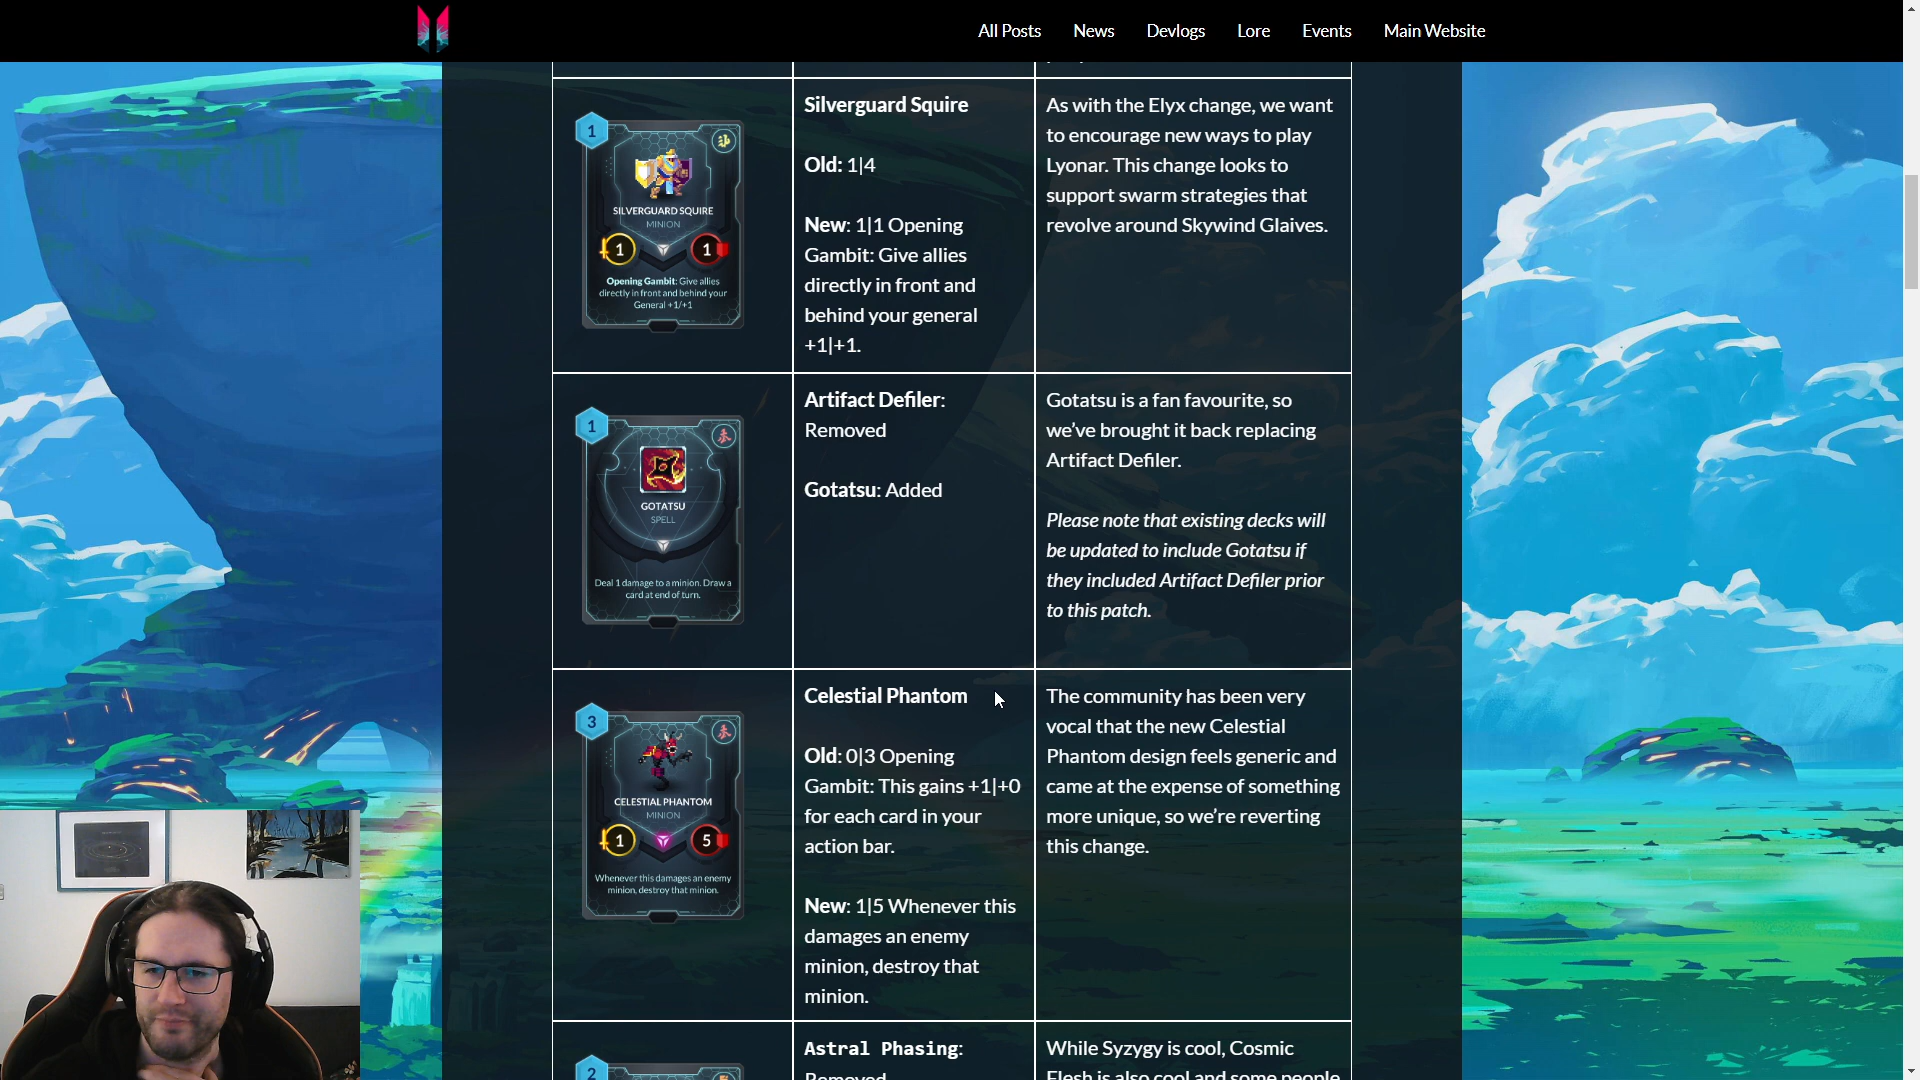 All Posts
News
Devlogs
Lore
Events
Main Website
1
SILVERGUARD SQUIRE
MINION
1
1
Opening Gambit: Give allies
directly in front and behind your
General +1/+1
Silverguard Squire
Old: 1|4
New: 1|1 Opening
Gambit: Give allies
directly in front and
behind your general
+1|+1.
As with the Elyx change, we want
to encourage new ways to play
Lyonar. This change looks to
support swarm strategies that
revolve around Skywind Glaives.
1
GOTATSU
SPELL
Deal 1 damage to a minion. Draw a
card at end of turn.
Artifact Defiler:
Removed
Gotatsu: Added
Gotatsu is a fan favourite, so
we've brought it back replacing
Artifact Defiler.
Please note that existing decks will
be updated to include Gotatsu if
they included Artifact Defiler prior
to this patch.
3
CELESTIAL PHANTOM
MINION
1
5
Whenever this damages an enemy
minion, destroy that minion.
Celestial Phantom
Old: 0|3 Opening
Gambit: This gains +1|+0
for each card in your
action bar.
New: 1|5 Whenever this
damages an enemy
minion, destroy that
minion.
The community has been very
vocal that the new Celestial
Phantom design feels generic and
came at the expense of something
more unique, so we're reverting
this change.
2
Astral Phasing:
Removed
While Syzygy is cool, Cosmic
Flesh is also cool and some people